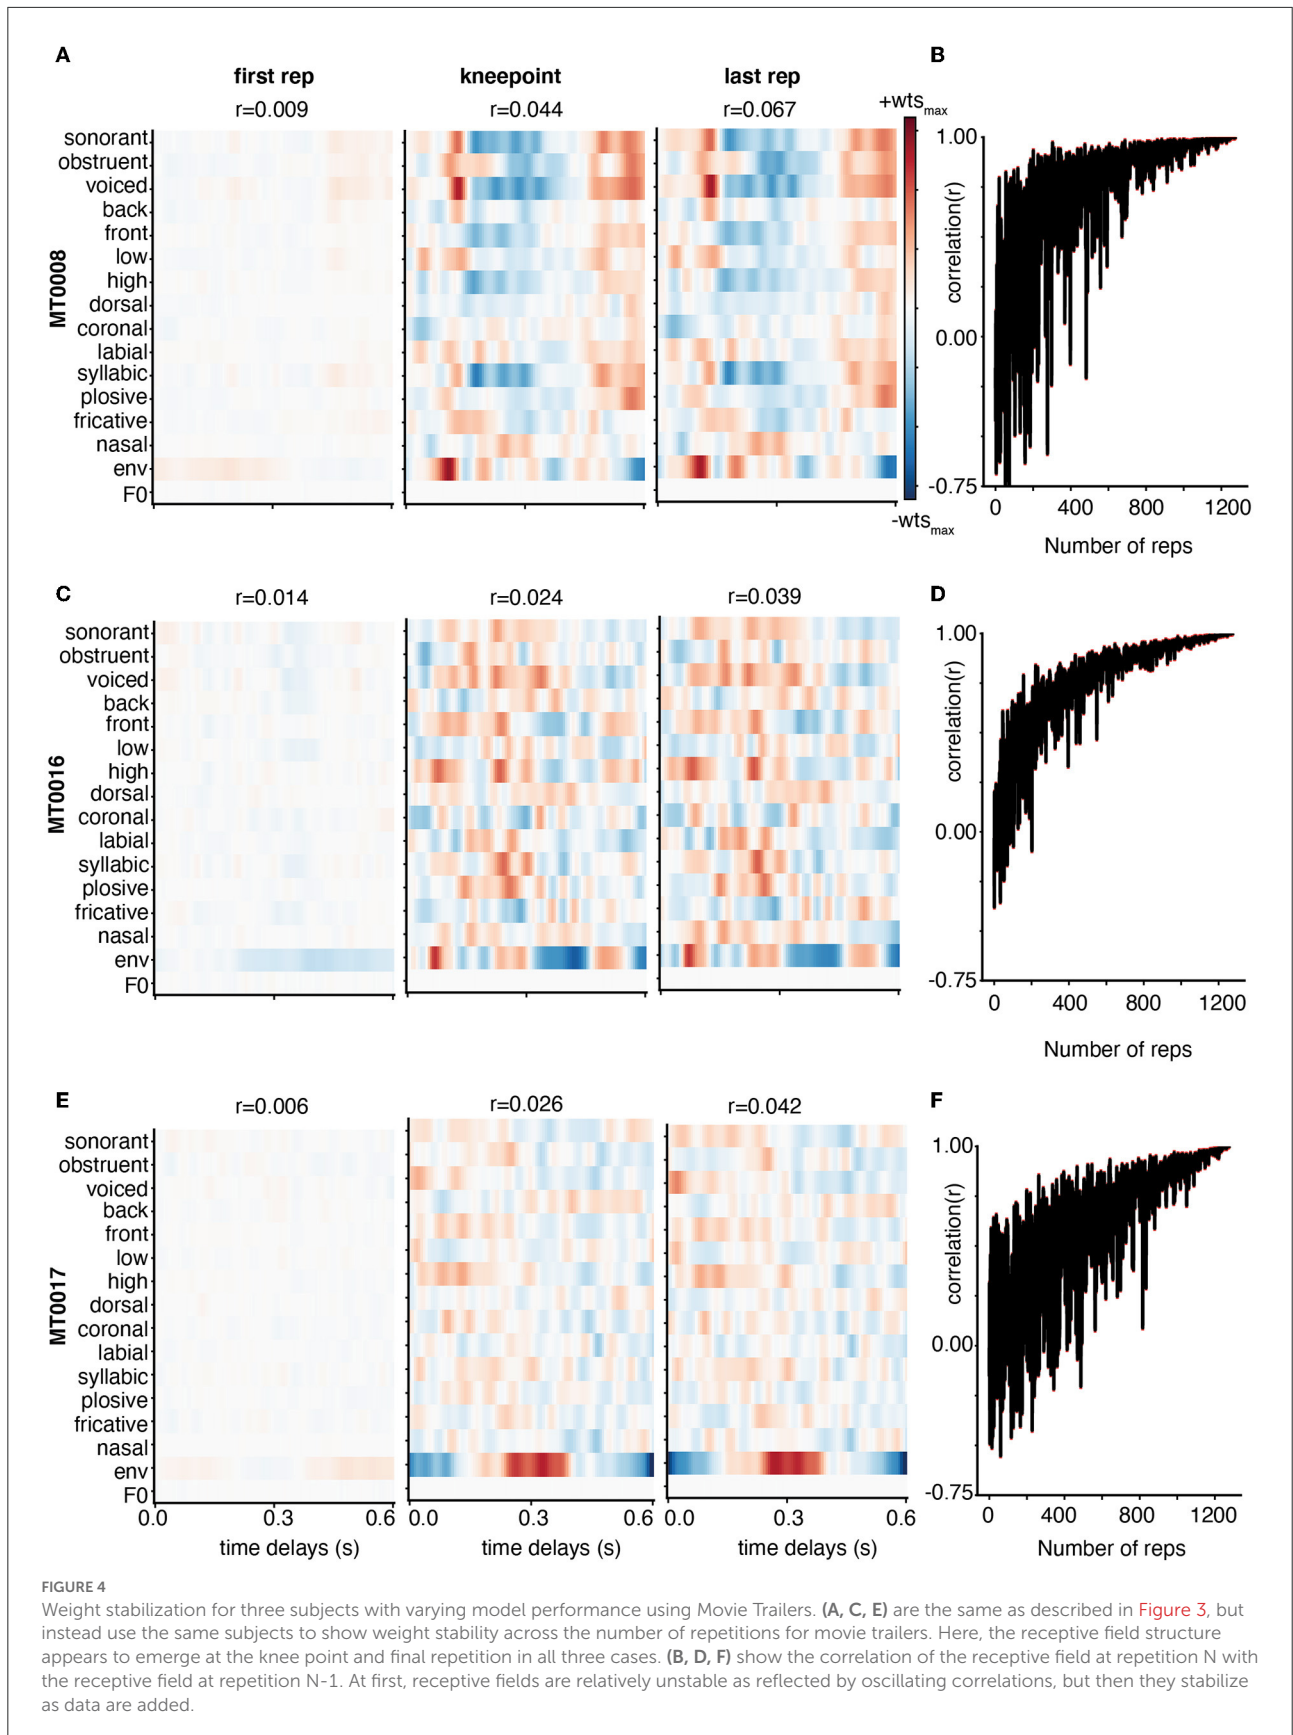 A
B
first rep
kneepoint
last rep
r=0.009
r=0.044
r=0.067
+wtsmax
-wtsmax
MT0008
sonorant
obstruent
voiced
back
front
low
high
dorsal
coronal
labial
syllabic
plosive
fricative
nasal
env
F0
correlation(r)
1.00
0.00
-0.75
0
400
800
1200
Number of reps
C
D
r=0.014
r=0.024
r=0.039
MT0016
sonorant
obstruent
voiced
back
front
low
high
dorsal
coronal
labial
syllabic
plosive
fricative
nasal
env
F0
correlation(r)
1.00
0.00
-0.75
0
400
800
1200
Number of reps
E
F
r=0.006
r=0.026
r=0.042
MT0017
sonorant
obstruent
voiced
back
front
low
high
dorsal
coronal
labial
syllabic
plosive
fricative
nasal
env
F0
0.0 0.3 0.6
0.0 0.3 0.6
0.0 0.3 0.6
time delays (s)
time delays (s)
time delays (s)
correlation(r)
1.00
0.00
-0.75
0
400
800
1200
Number of reps
FIGURE 4
Weight stabilization for three subjects with varying model performance using Movie Trailers. (A, C, E) are the same as described in Figure 3, but
instead use the same subjects to show weight stability across the number of repetitions for movie trailers. Here, the receptive field structure
appears to emerge at the knee point and final repetition in all three cases. (B, D, F) show the correlation of the receptive field at repetition N with
the receptive field at repetition N-1. At first, receptive fields are relatively unstable as reflected by oscillating correlations, but then they stabilize
as data are added.